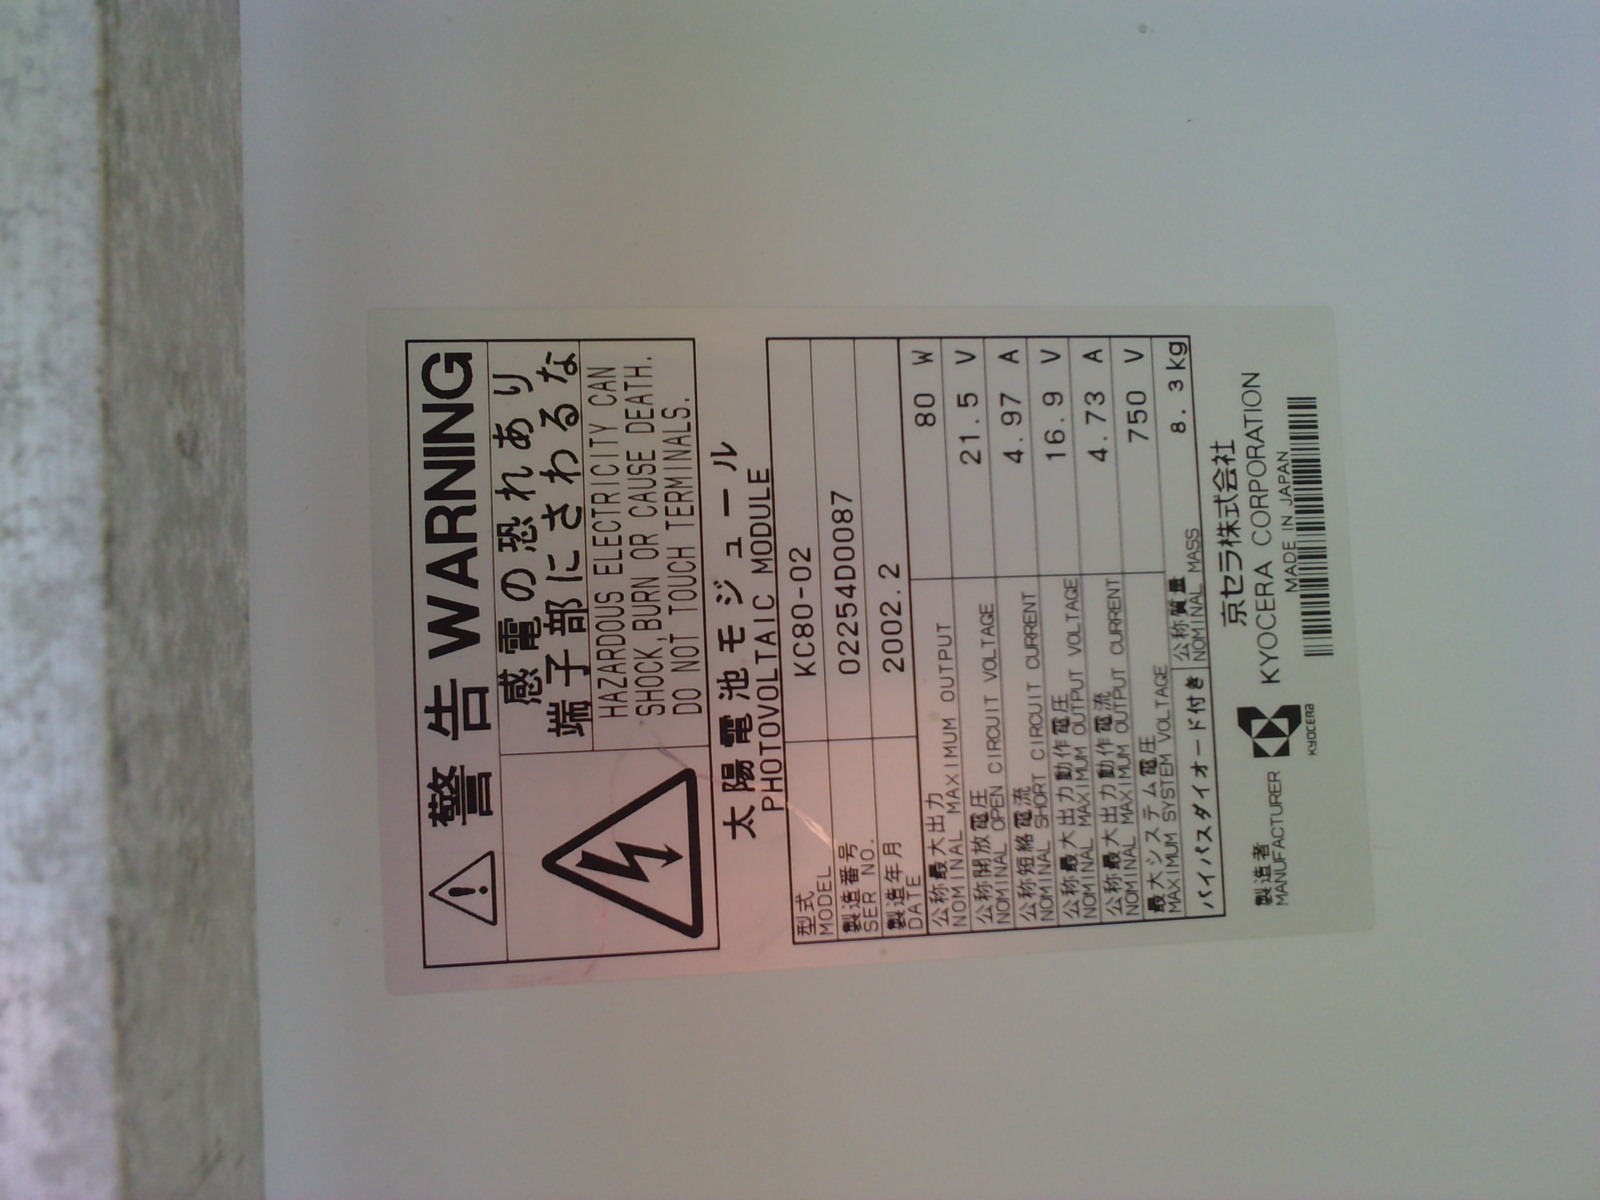 警告 WARNING
感電の恐れあり
端子部にさわるな
HAZARDOUS ELECTRICITY CAN
SHOCK, BURN OR CAUSE DEATH.
DO NOT TOUCH TERMINALS.
太陽電池モジュール
PHOTOVOLTAIC MODULE
型式
MODEL KC80-02
製造番号
SER NO. 02254D0087
製造年月
DATE 2002.2
公称最大出力
NOMINAL MAXIMUM OUTPUT 80 W
公称開放電圧
NOMINAL OPEN CIRCUIT VOLTAGE 21.5 V
公称短絡電流
NOMINAL SHORT CIRCUIT CURRENT 4.97 A
公称最大出力動作電圧
NOMINAL MAXIMUM OUTPUT VOLTAGE 16.9 V
公称最大出力動作電流
NOMINAL MAXIMUM OUTPUT CURRENT 4.73 A
最大システム電圧
MAXIMUM SYSTEM VOLTAGE 750 V
バイパスダイオード付き 公称質量
NOMINAL MASS 8.3kg
製造者
MANUFACTURER
KYOCERA
京セラ株式会社
KYOCERA CORPORATION
MADE IN JAPAN